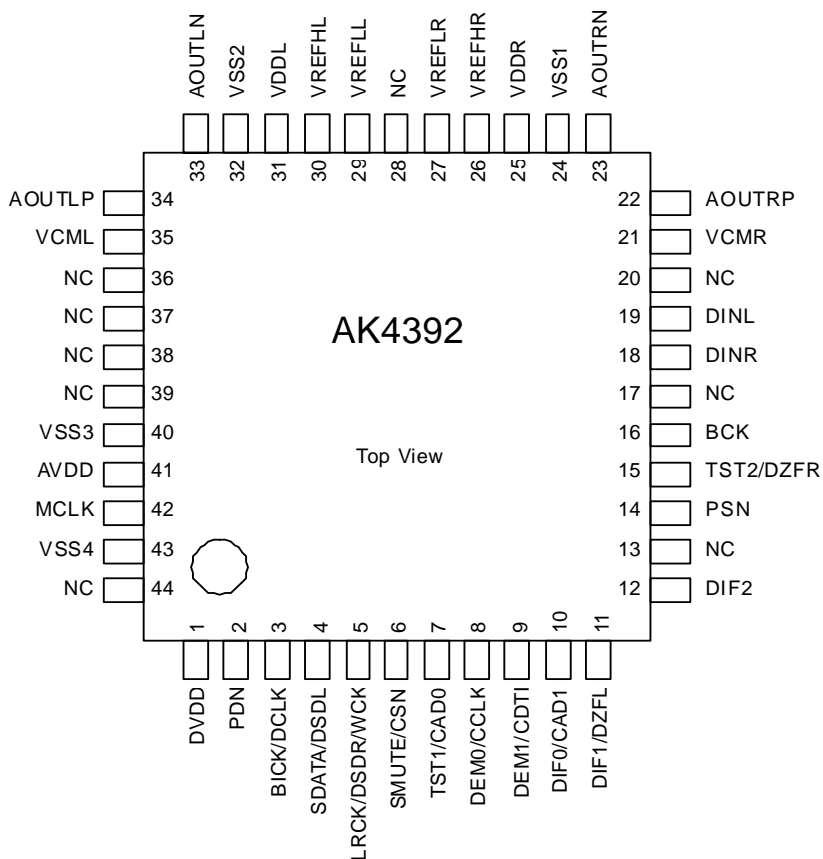 AOUTLN
VSS2
VDDL
VREFHL
VREFLL
NC
VREFLR
VREFHR
VDDR
VSS1
AOUTRN
33
32
31
30
29
28
27
26
25
24
23
AOUTLP 34
VCML 35
NC 36
NC 37
NC 38
NC 39
VSS3 40
AVDD 41
MCLK 42
VSS4 43
NC 44
AK4392
Top View
22 AOUTRP
21 VCMR
20 NC
19 DINL
18 DINR
17 NC
16 BCK
15 TST2/DZFR
14 PSN
13 NC
12 DIF2
1
2
3
4
5
6
7
8
9
10
11
DVDD
PDN
BICK/DCLK
SDATA/DSDL
LRCK/DSDR/WCK
SMUTE/CSN
TST1/CAD0
DEM0/CCLK
DEM1/CDTI
DIF0/CAD1
DIF1/DZFL